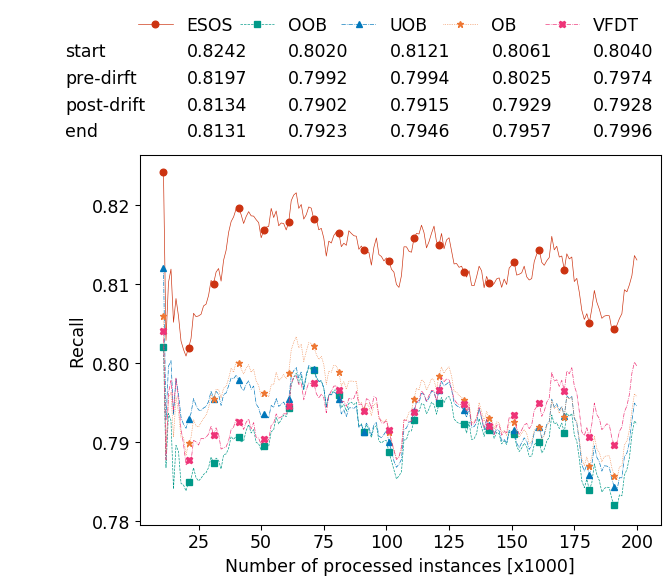 ESOS OOB UOB OB VFDT
start 0.8242 0.8020 0.8121 0.8061 0.8040
pre-dirft 0.8197 0.7992 0.7994 0.8025 0.7974
post-drift 0.8134 0.7902 0.7915 0.7929 0.7928
end 0.8131 0.7923 0.7946 0.7957 0.7996
0.82
0.81
0.80
0.79
0.78
Recall
25 50 75 100 125 150 175 200
Number of processed instances [x1000]